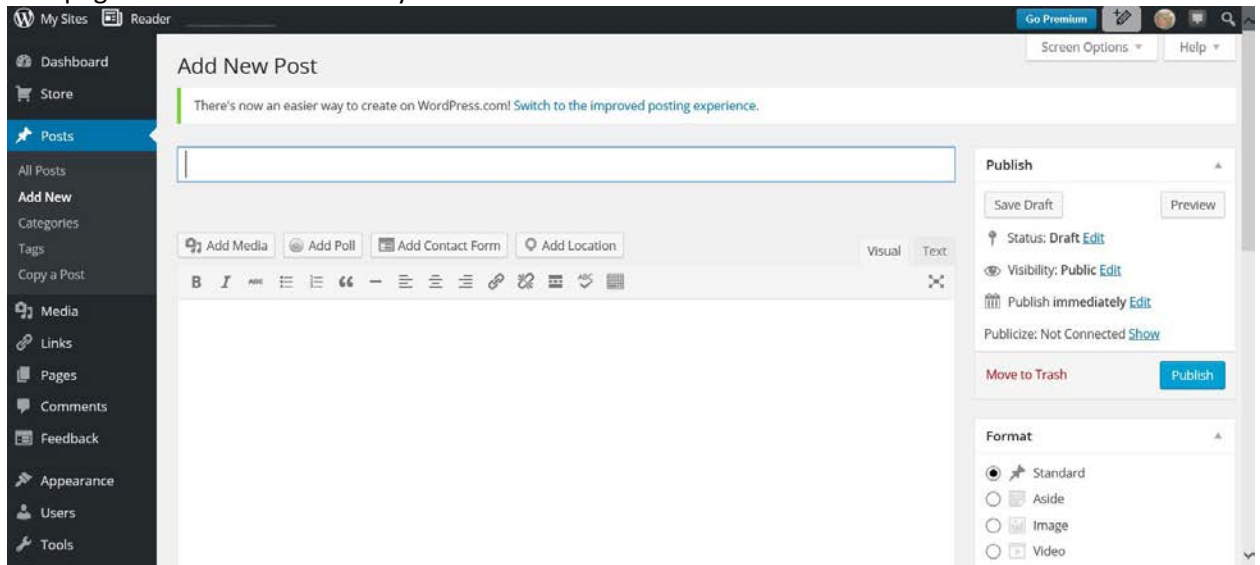 My Sites Reader
Go Premium
Screen Options Help
Dashboard
Store
Posts
All Posts
Add New
Categories
Tags
Copy a Post
Media
Links
Pages
Comments
Feedback
Appearance
Users
Tools
Add New Post
There's now an easier way to create on WordPress.com! Switch to the improved posting experience.
Add Media Add Poll Add Contact Form Add Location
Visual Text
B I ABC ABC
Publish
Save Draft Preview
Status: Draft Edit
Visibility: Public Edit
Publish immediately Edit
Publicize: Not Connected Show
Move to Trash Publish
Format
Standard
Aside
Image
Video